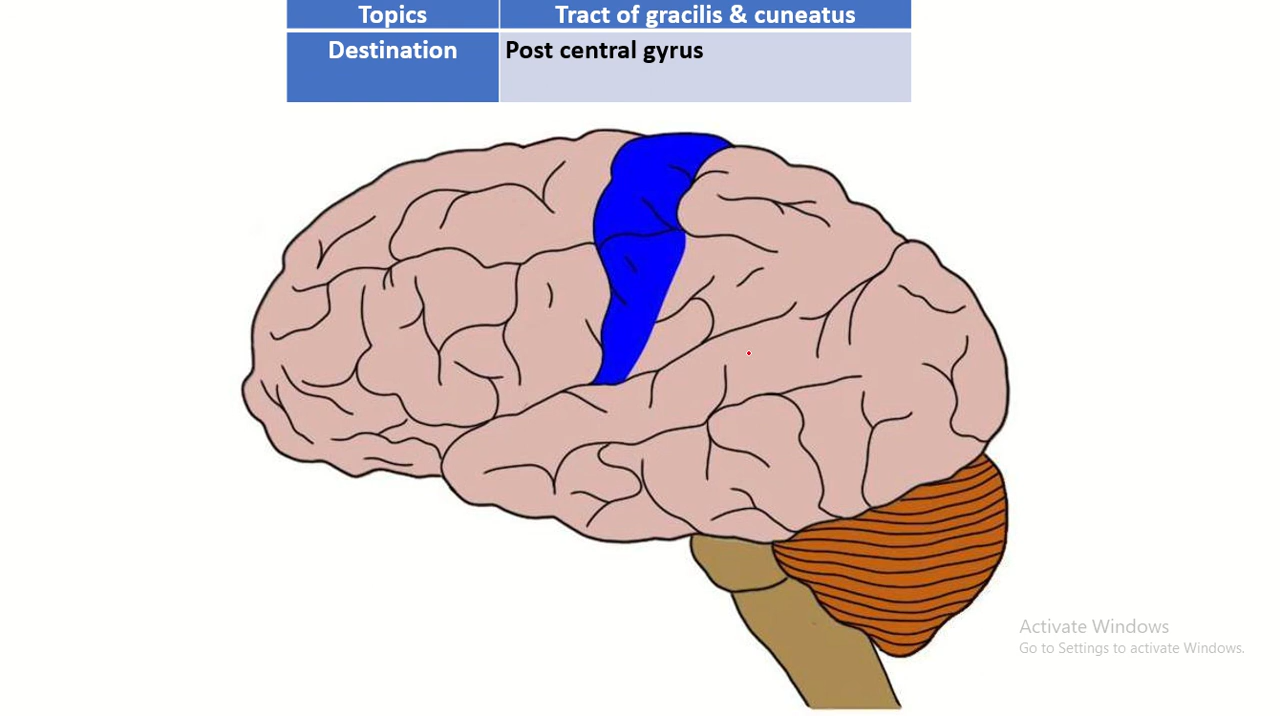 Topics
Tract of gracilis & cuneatus
Destination
Post central gyrus
Activate Windows
Go to Settings to activate Windows.